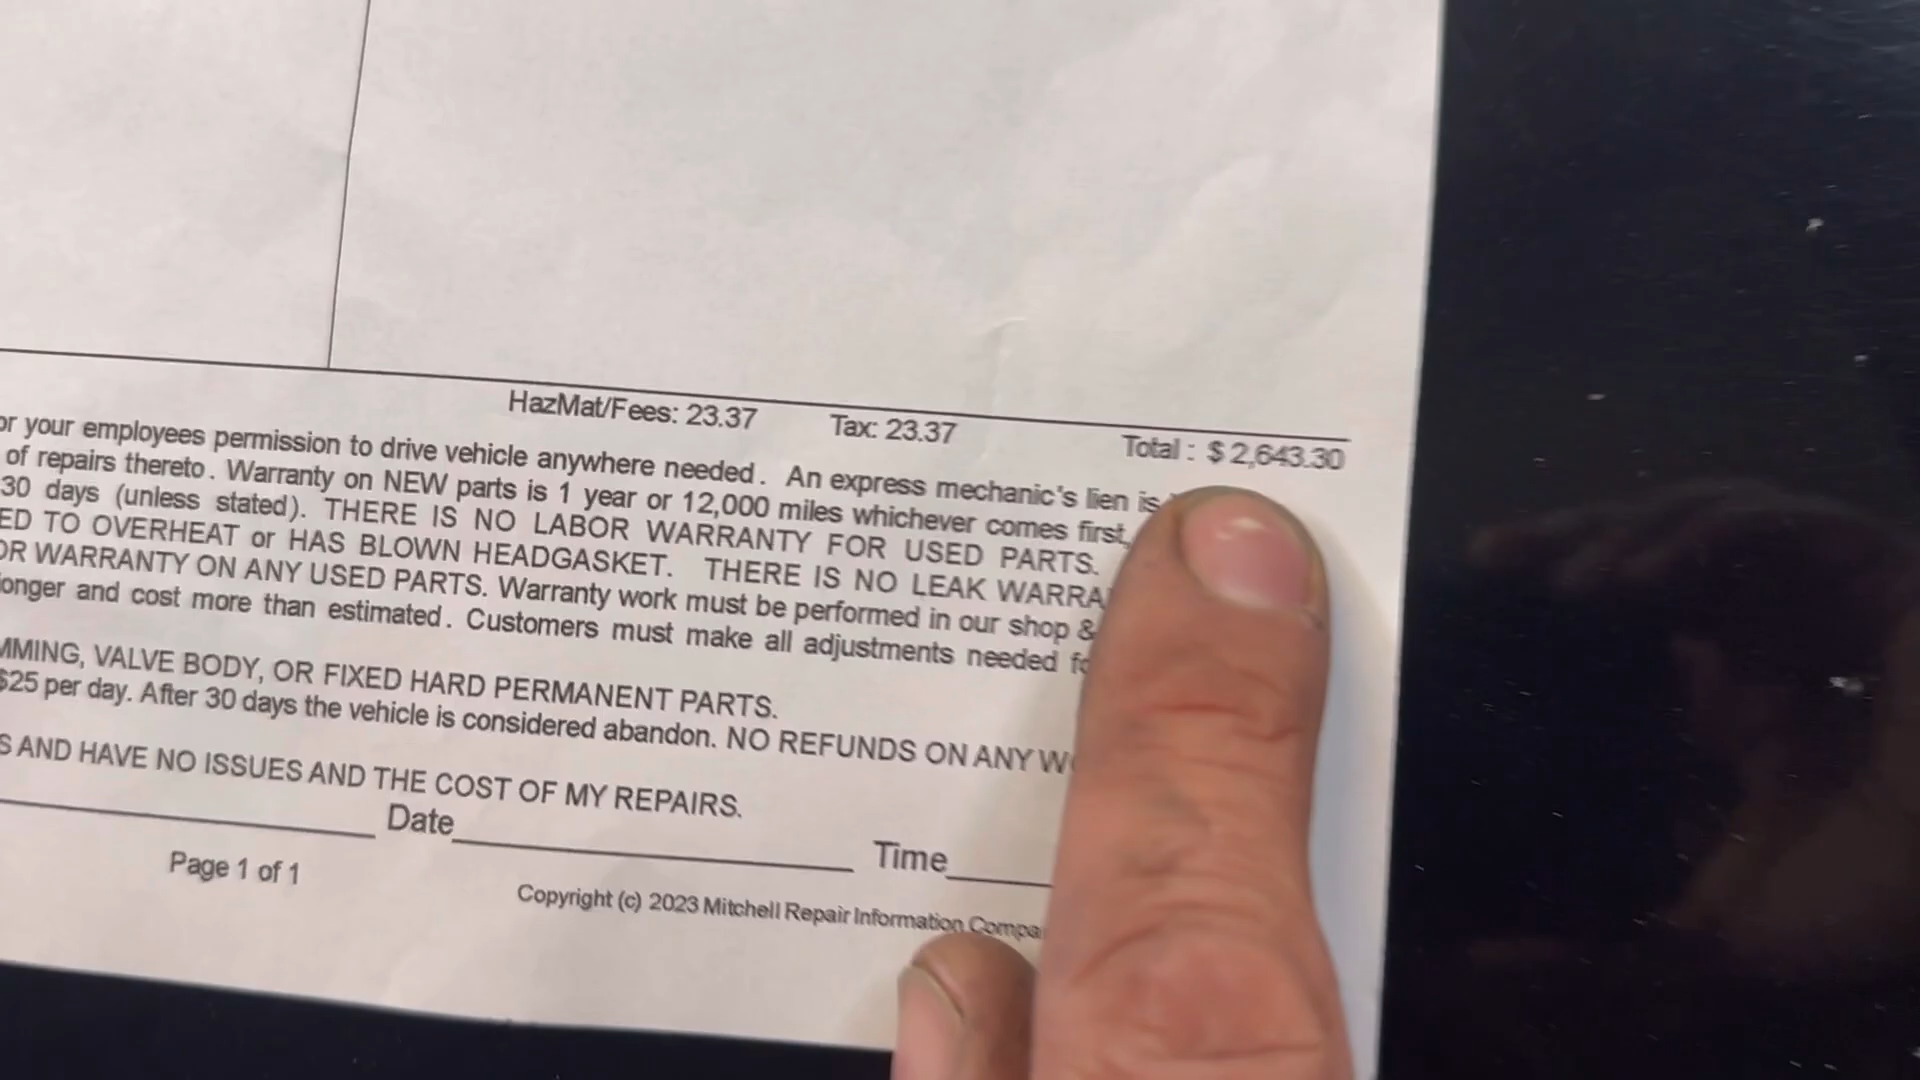 HazMat/Fees: 23.37 Tax: 23.37 Total : $ 2,643.30
or your employees permission to drive vehicle anywhere needed. An express mechanic's lien is
of repairs thereto. Warranty on NEW parts is 1 year or 12,000 miles whichever comes first,
30 days (unless stated). THERE IS NO LABOR WARRANTY FOR USED PARTS.
ED TO OVERHEAT or HAS BLOWN HEADGASKET. THERE IS NO LEAK WARRA
OR WARRANTY ON ANY USED PARTS. Warranty work must be performed in our shop &
onger and cost more than estimated. Customers must make all adjustments needed fo
MMING, VALVE BODY, OR FIXED HARD PERMANENT PARTS.
$25 per day. After 30 days the vehicle is considered abandon. NO REFUNDS ON ANY WO
S AND HAVE NO ISSUES AND THE COST OF MY REPAIRS.
Date Time
Page 1 of 1
Copyright (c) 2023 Mitchell Repair Information Compa